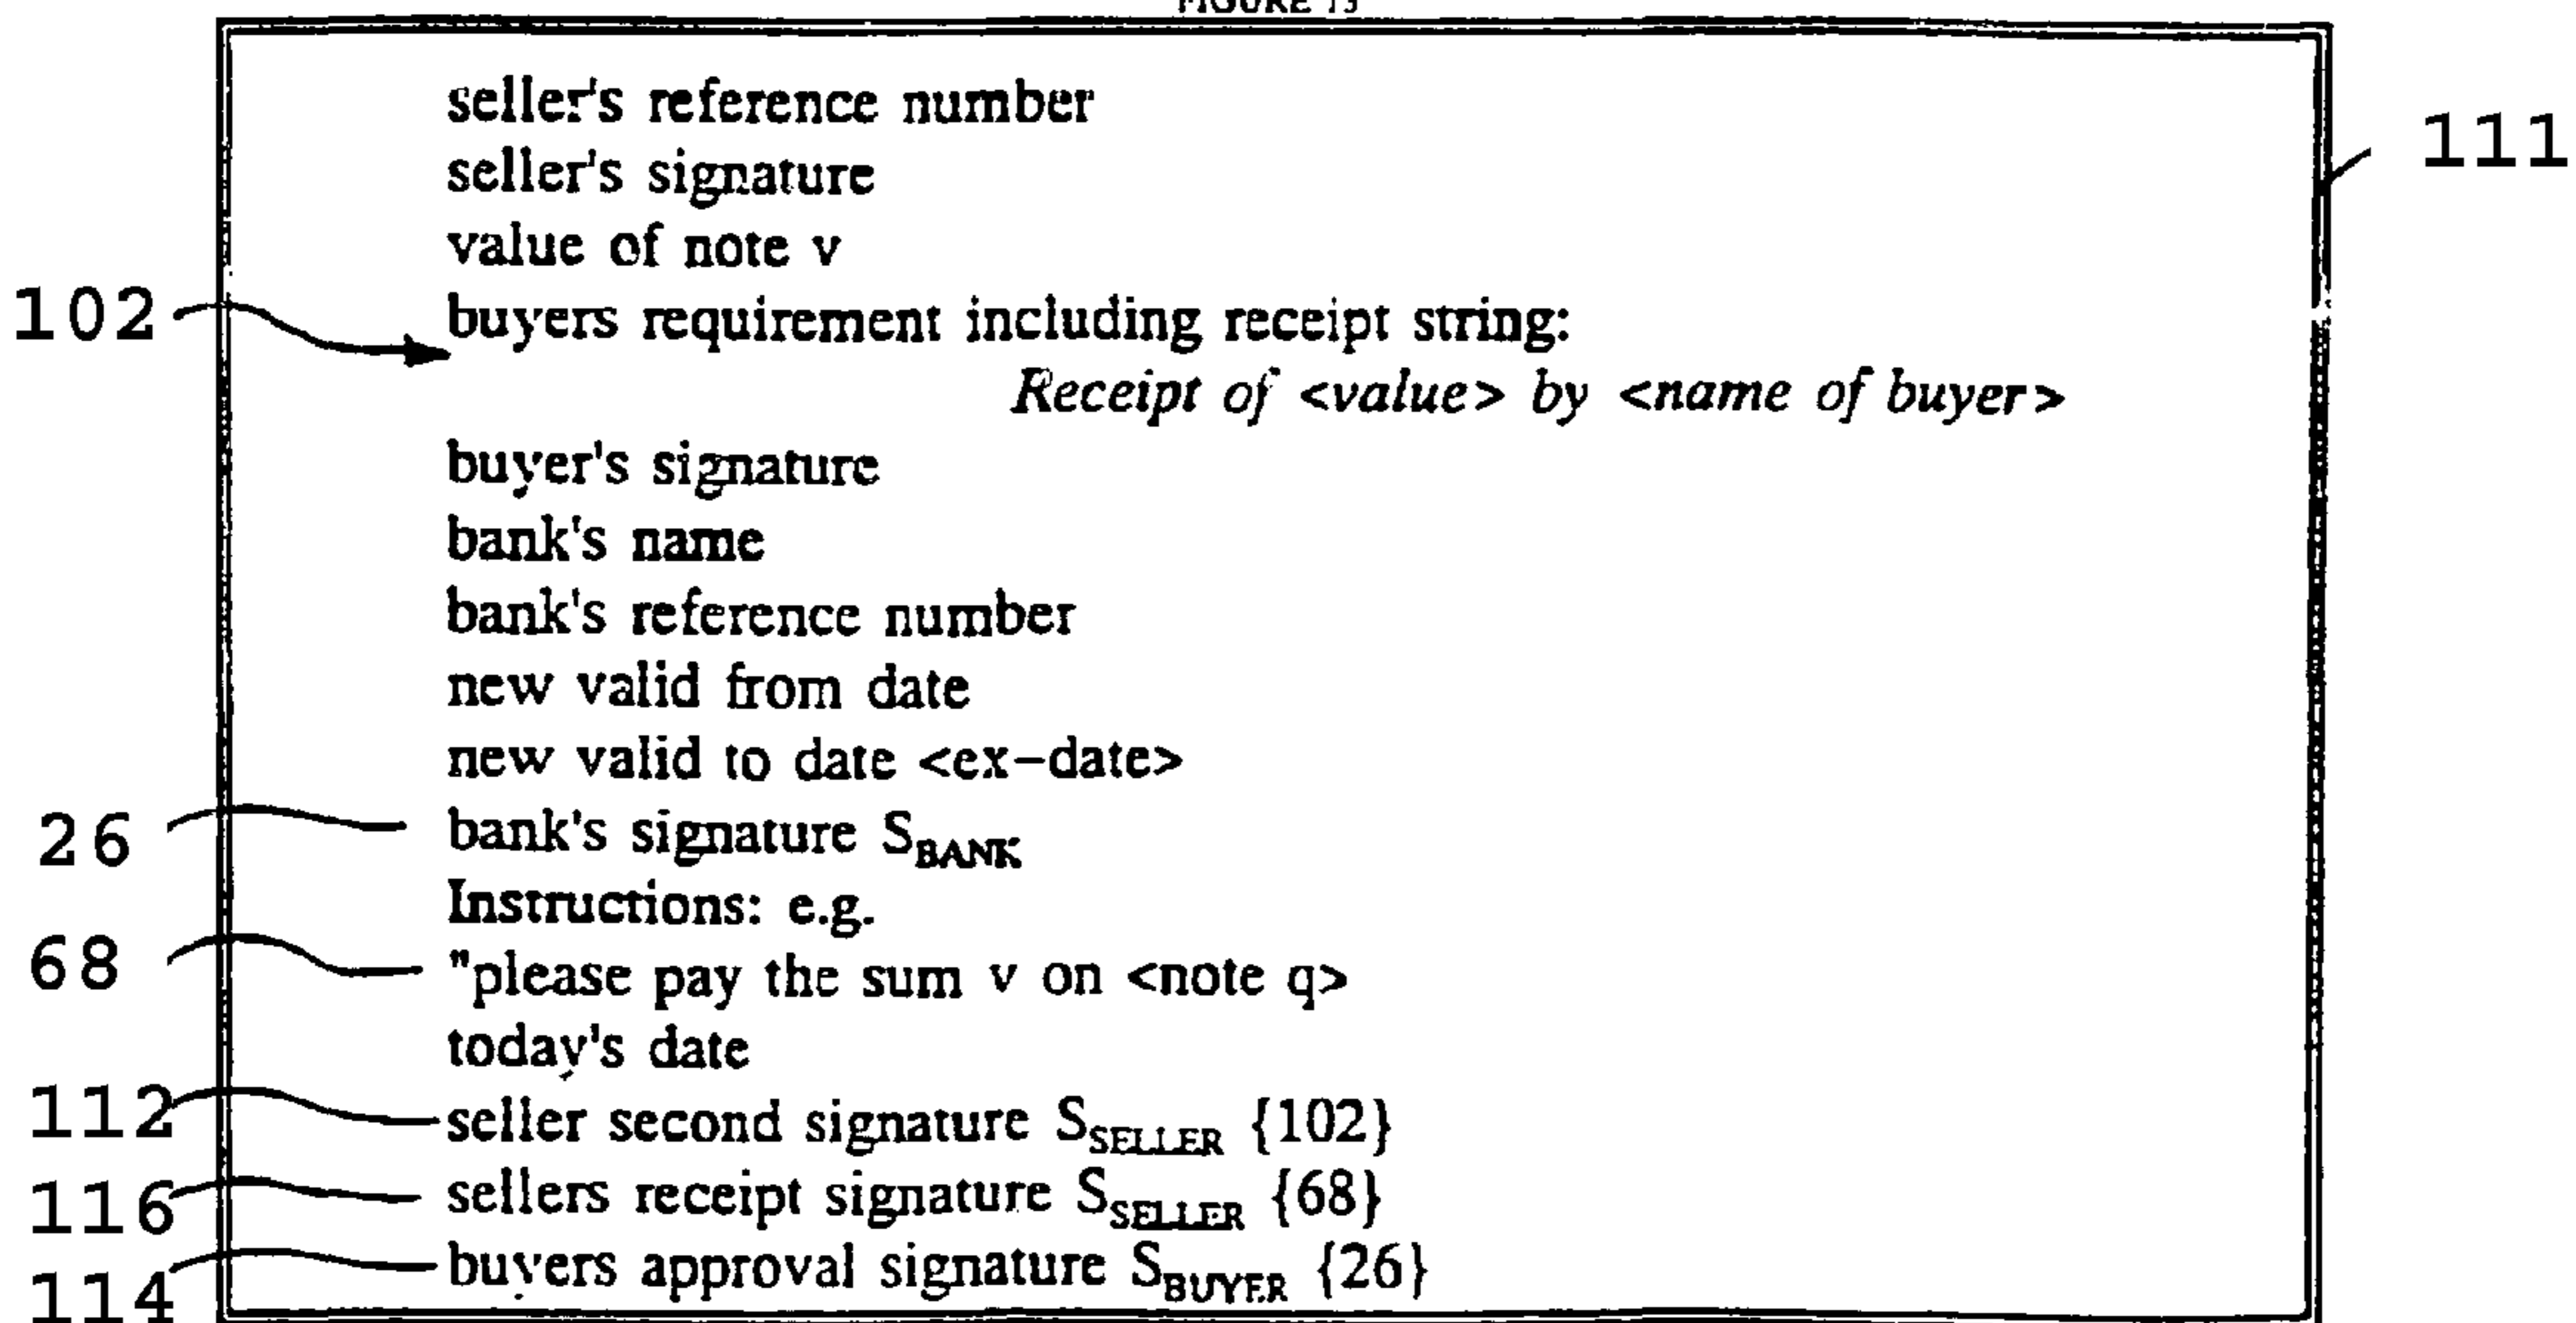 FIGURE 13
seller's reference number
111
seller's signature
value of note v
102
buyers requirement including receipt string:
Receipt of <value> by <name of buyer>
buyer's signature
bank's name
bank's reference number
new valid from date
new valid to date <ex-date>
26
bank's signature S_BANK
Instructions: e.g.
68
"please pay the sum v on <note q>
today's date
112
seller second signature S_SELLER {102}
116
sellers receipt signature S_SELLER {68}
114
buyers approval signature S_BUYER {26}